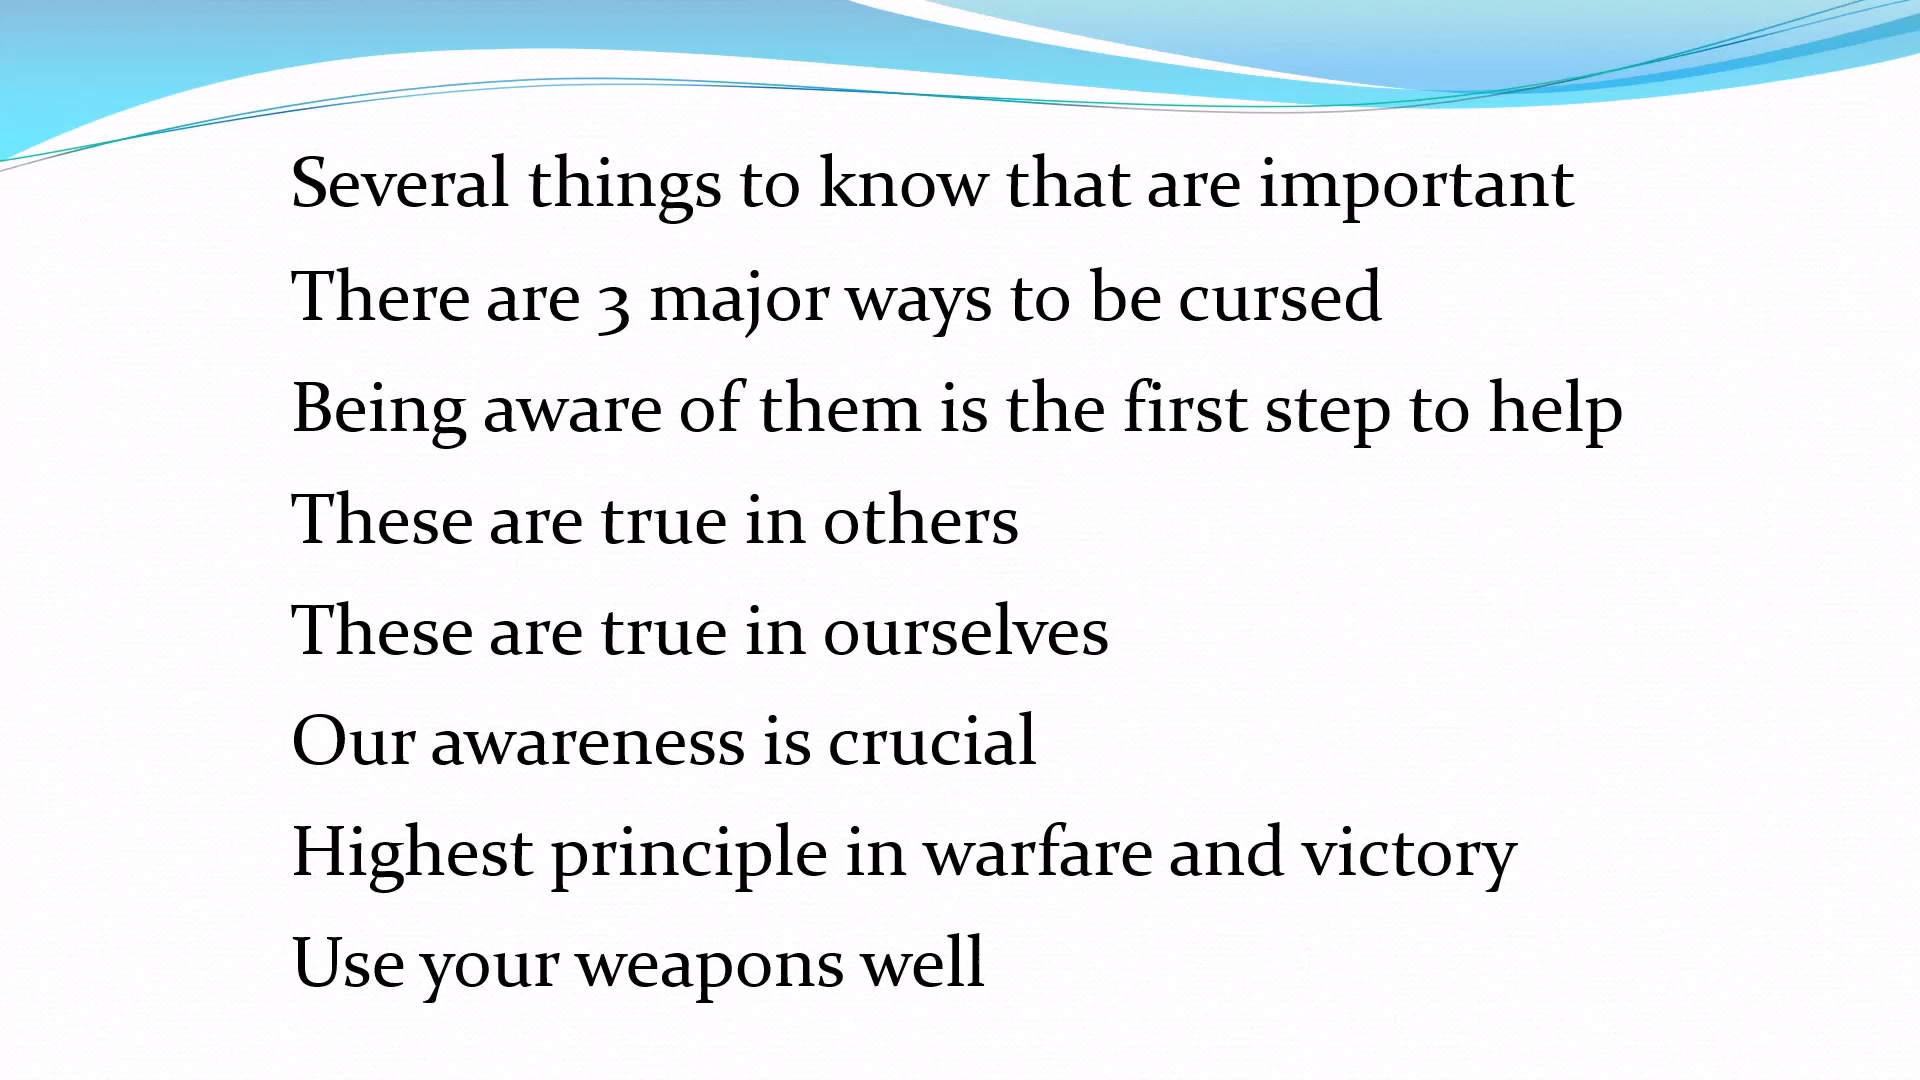 Several things to know that are important
There are 3 major ways to be cursed
Being aware of them is the first step to help
These are true in others
These are true in ourselves
Our awareness is crucial
Highest principle in warfare and victory
Use your weapons well